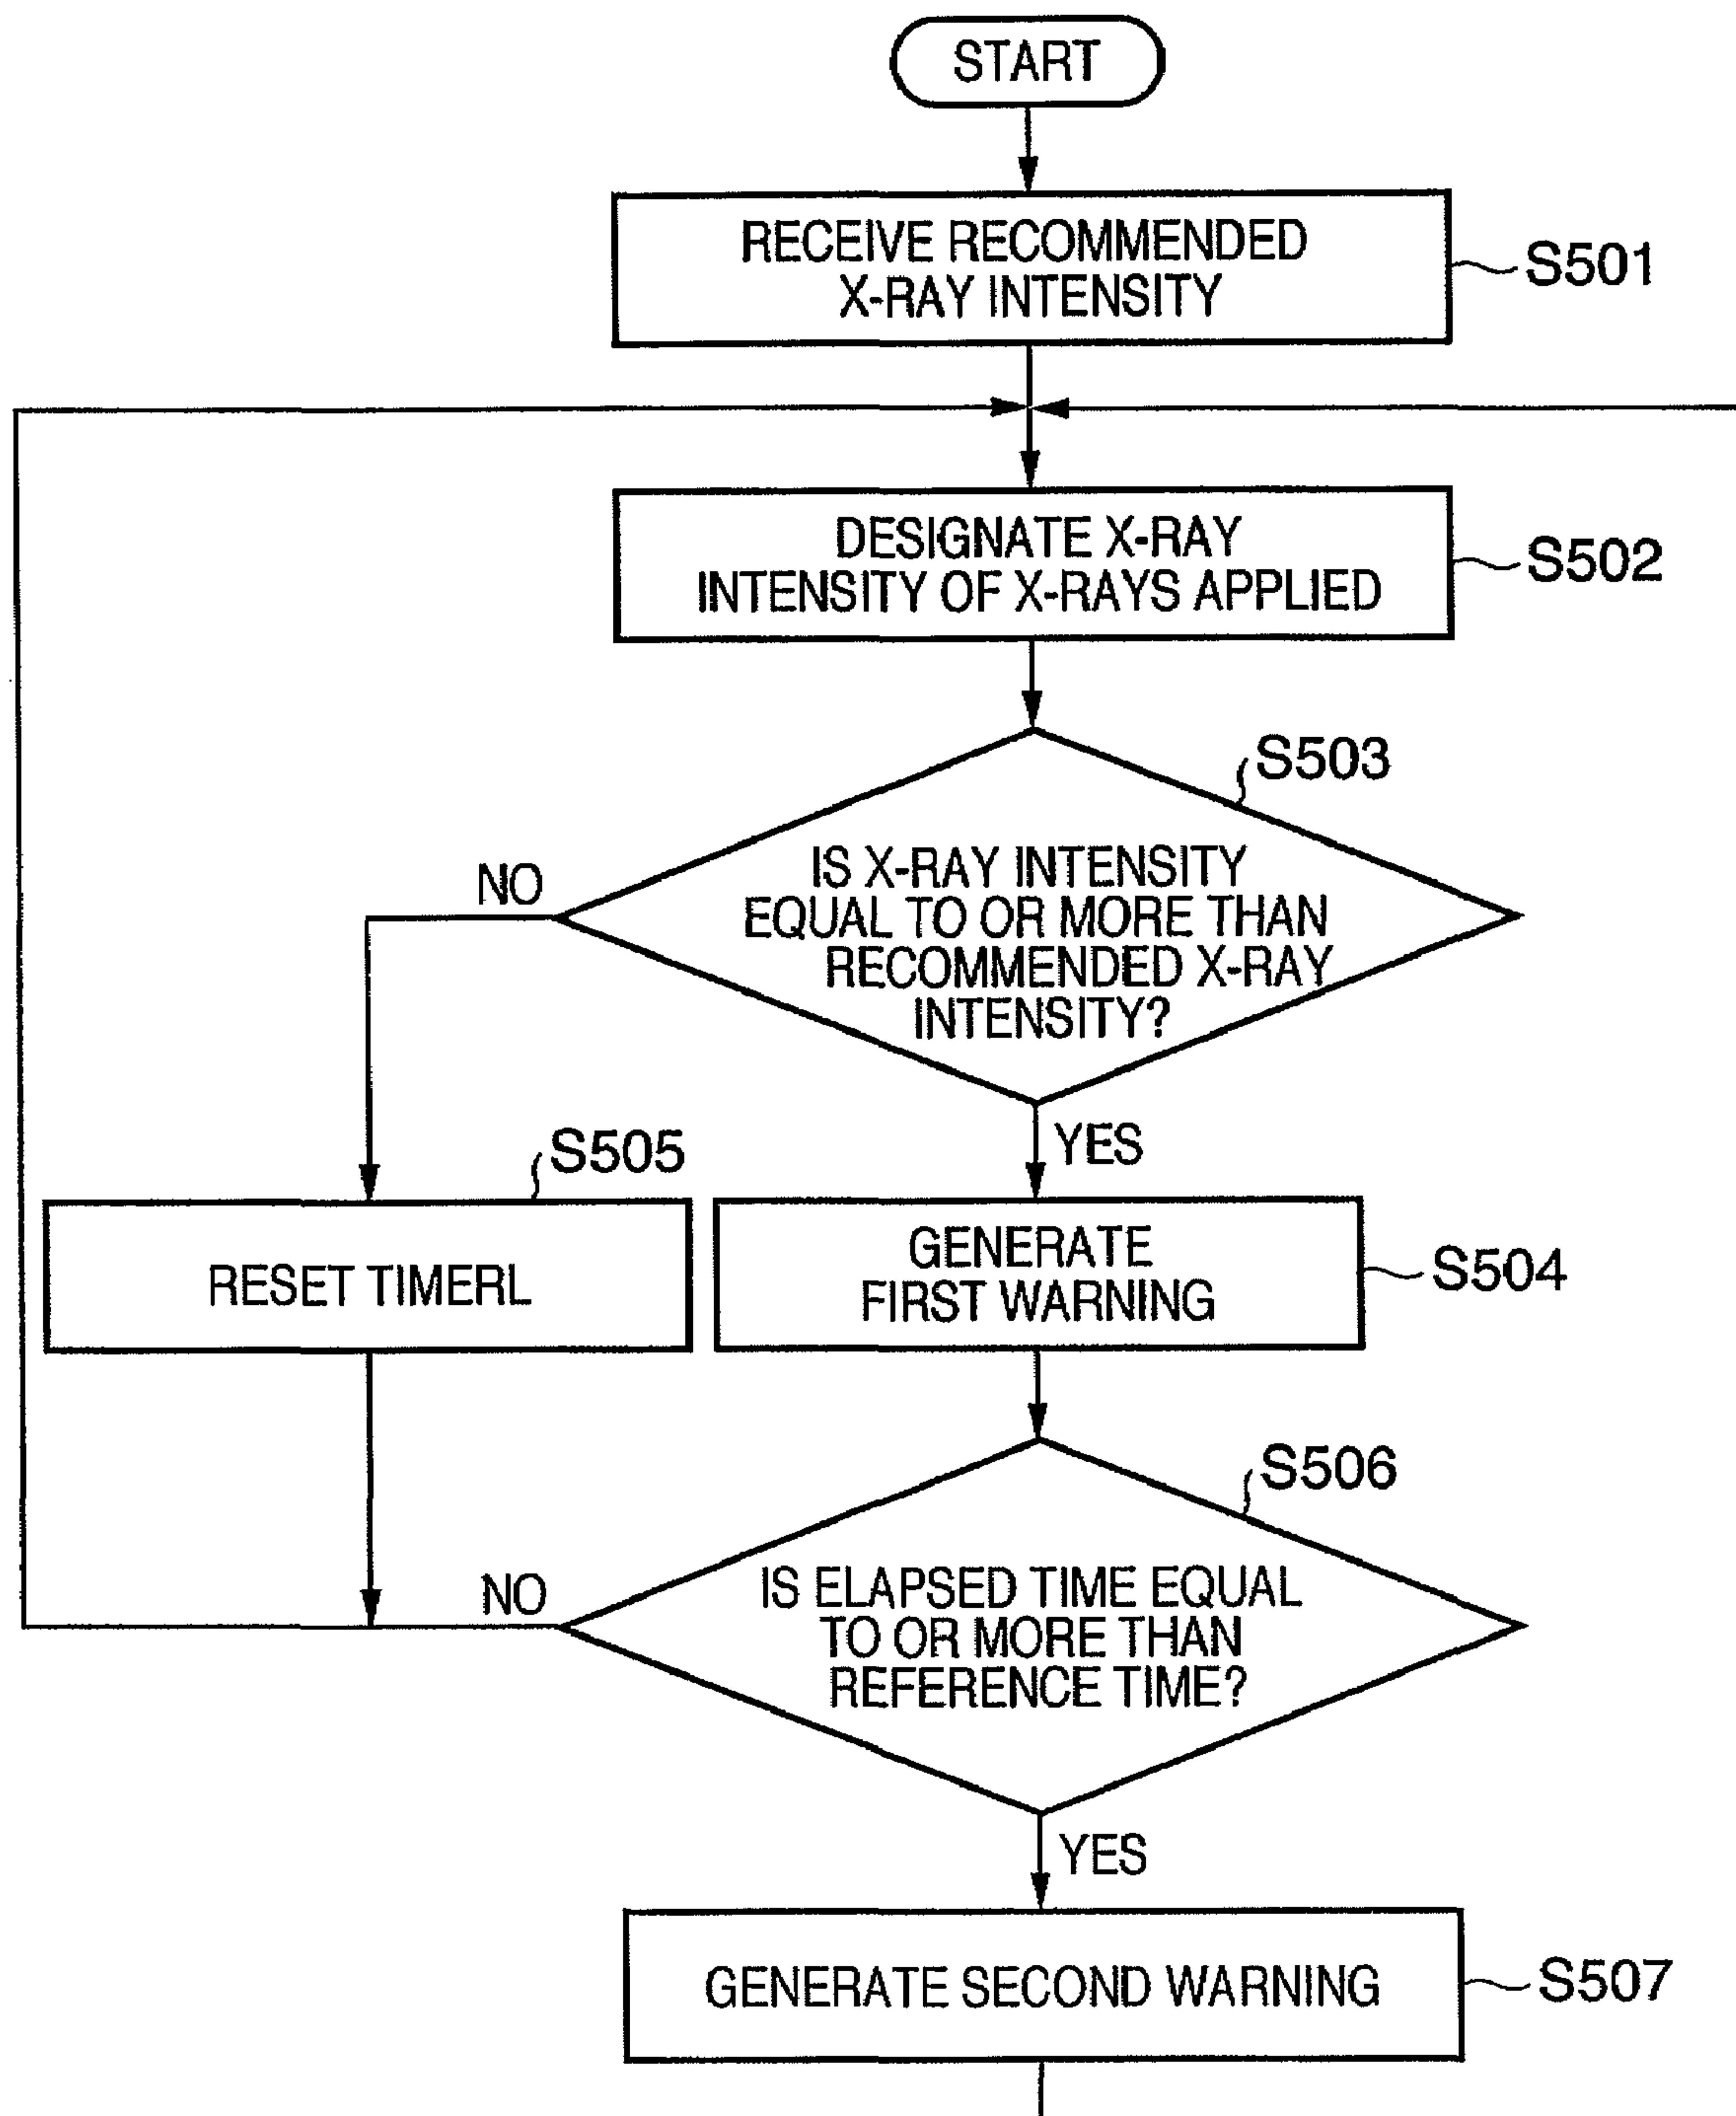 START
RECEIVE RECOMMENDED
X-RAY INTENSITY
S501
DESIGNATE X-RAY
INTENSITY OF X-RAYS APPLIED
S502
S503
IS X-RAY INTENSITY
EQUAL TO OR MORE THAN
RECOMMENDED X-RAY
INTENSITY?
NO
YES
S505
RESET TIMERL
GENERATE
FIRST WARNING
S504
S506
IS ELAPSED TIME EQUAL
TO OR MORE THAN
REFERENCE TIME?
NO
YES
GENERATE SECOND WARNING
S507